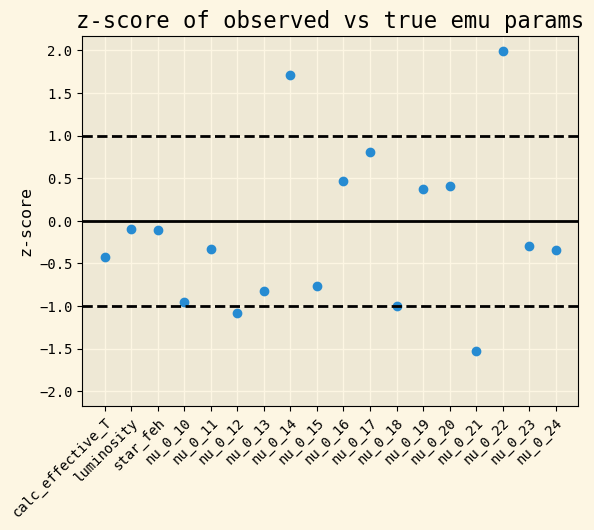 z-score of observed vs true emu params
z-score
2.0
1.5
1.0
0.5
0.0
−0.5
−1.0
−1.5
−2.0
calc_effective_T
luminosity
star_feh
nu_0_10
nu_0_11
nu_0_12
nu_0_13
nu_0_14
nu_0_15
nu_0_16
nu_0_17
nu_0_18
nu_0_19
nu_0_20
nu_0_21
nu_0_22
nu_0_23
nu_0_24